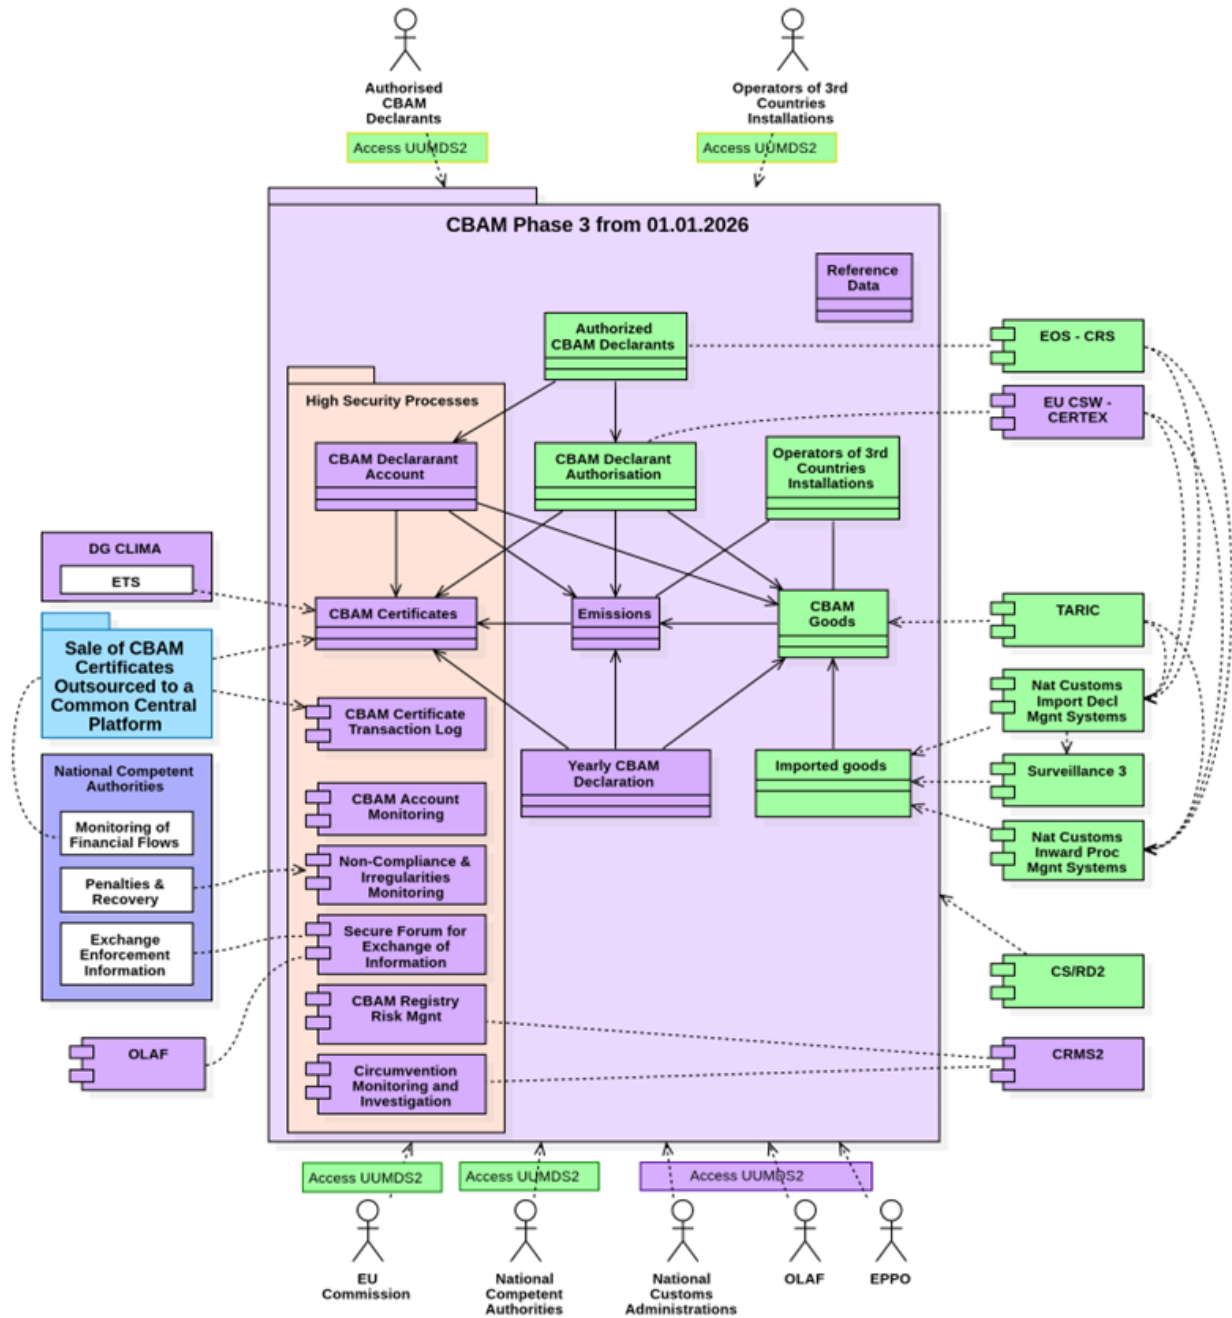 Authorised
CBAM
Declarants
Operators of 3rd
Countries
Installations
Access UUMDS2
Access UUMDS2
CBAM Phase 3 from 01.01.2026
Reference
Data
Authorized
CBAM Declarants
EOS - CRS
EU CSW -
CERTEX
High Security Processes
CBAM Declararant
Account
CBAM Declarant
Authorisation
Operators of 3rd
Countries
Installations
DG CLIMA
ETS
CBAM Certificates
Emissions
CBAM
Goods
TARIC
Sale of CBAM
Certificates
Outsourced to a
Common Central
Platform
CBAM Certificate
Transaction Log
Nat Customs
Import Decl
Mgnt Systems
National Competent
Authorities
Yearly CBAM
Declaration
Imported goods
Surveillance 3
Monitoring of
Financial Flows
CBAM Account
Monitoring
Nat Customs
Inward Proc
Mgnt Systems
Penalties &
Recovery
Non-Compliance &
Irregularities
Monitoring
Exchange
Enforcement
Information
Secure Forum for
Exchange of
Information
CS/RD2
CBAM Registry
Risk Mgnt
OLAF
Circumvention
Monitoring and
Investigation
CRMS2
Access UUMDS2
Access UUMDS2
Access UUMDS2
EU
Commission
National
Competent
Authorities
National
Customs
Administrations
OLAF
EPPO